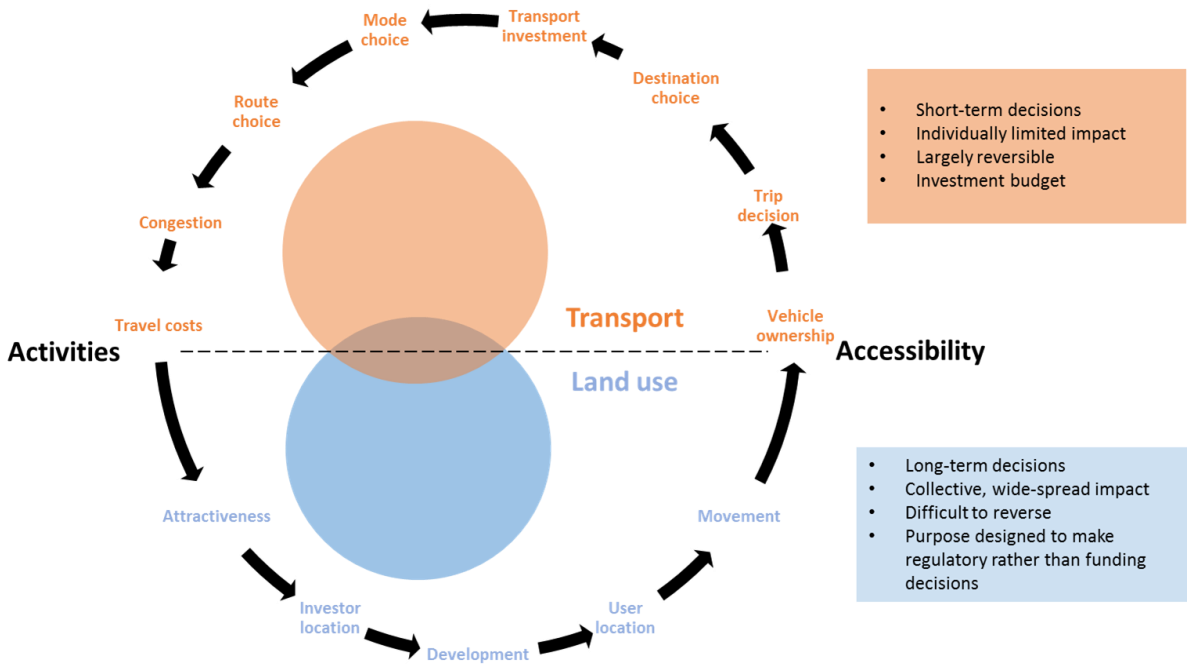 Mode
choice
Transport
investment
Destination
choice
Route
choice
Trip
decision
Congestion
Travel costs
Vehicle
ownership
Activities
Transport
Accessibility
Land use
Attractiveness
Movement
Investor
location
User
location
Development
• Short-term decisions
• Individually limited impact
• Largely reversible
• Investment budget
• Long-term decisions
• Collective, wide-spread impact
• Difficult to reverse
• Purpose designed to make
regulatory rather than funding
decisions